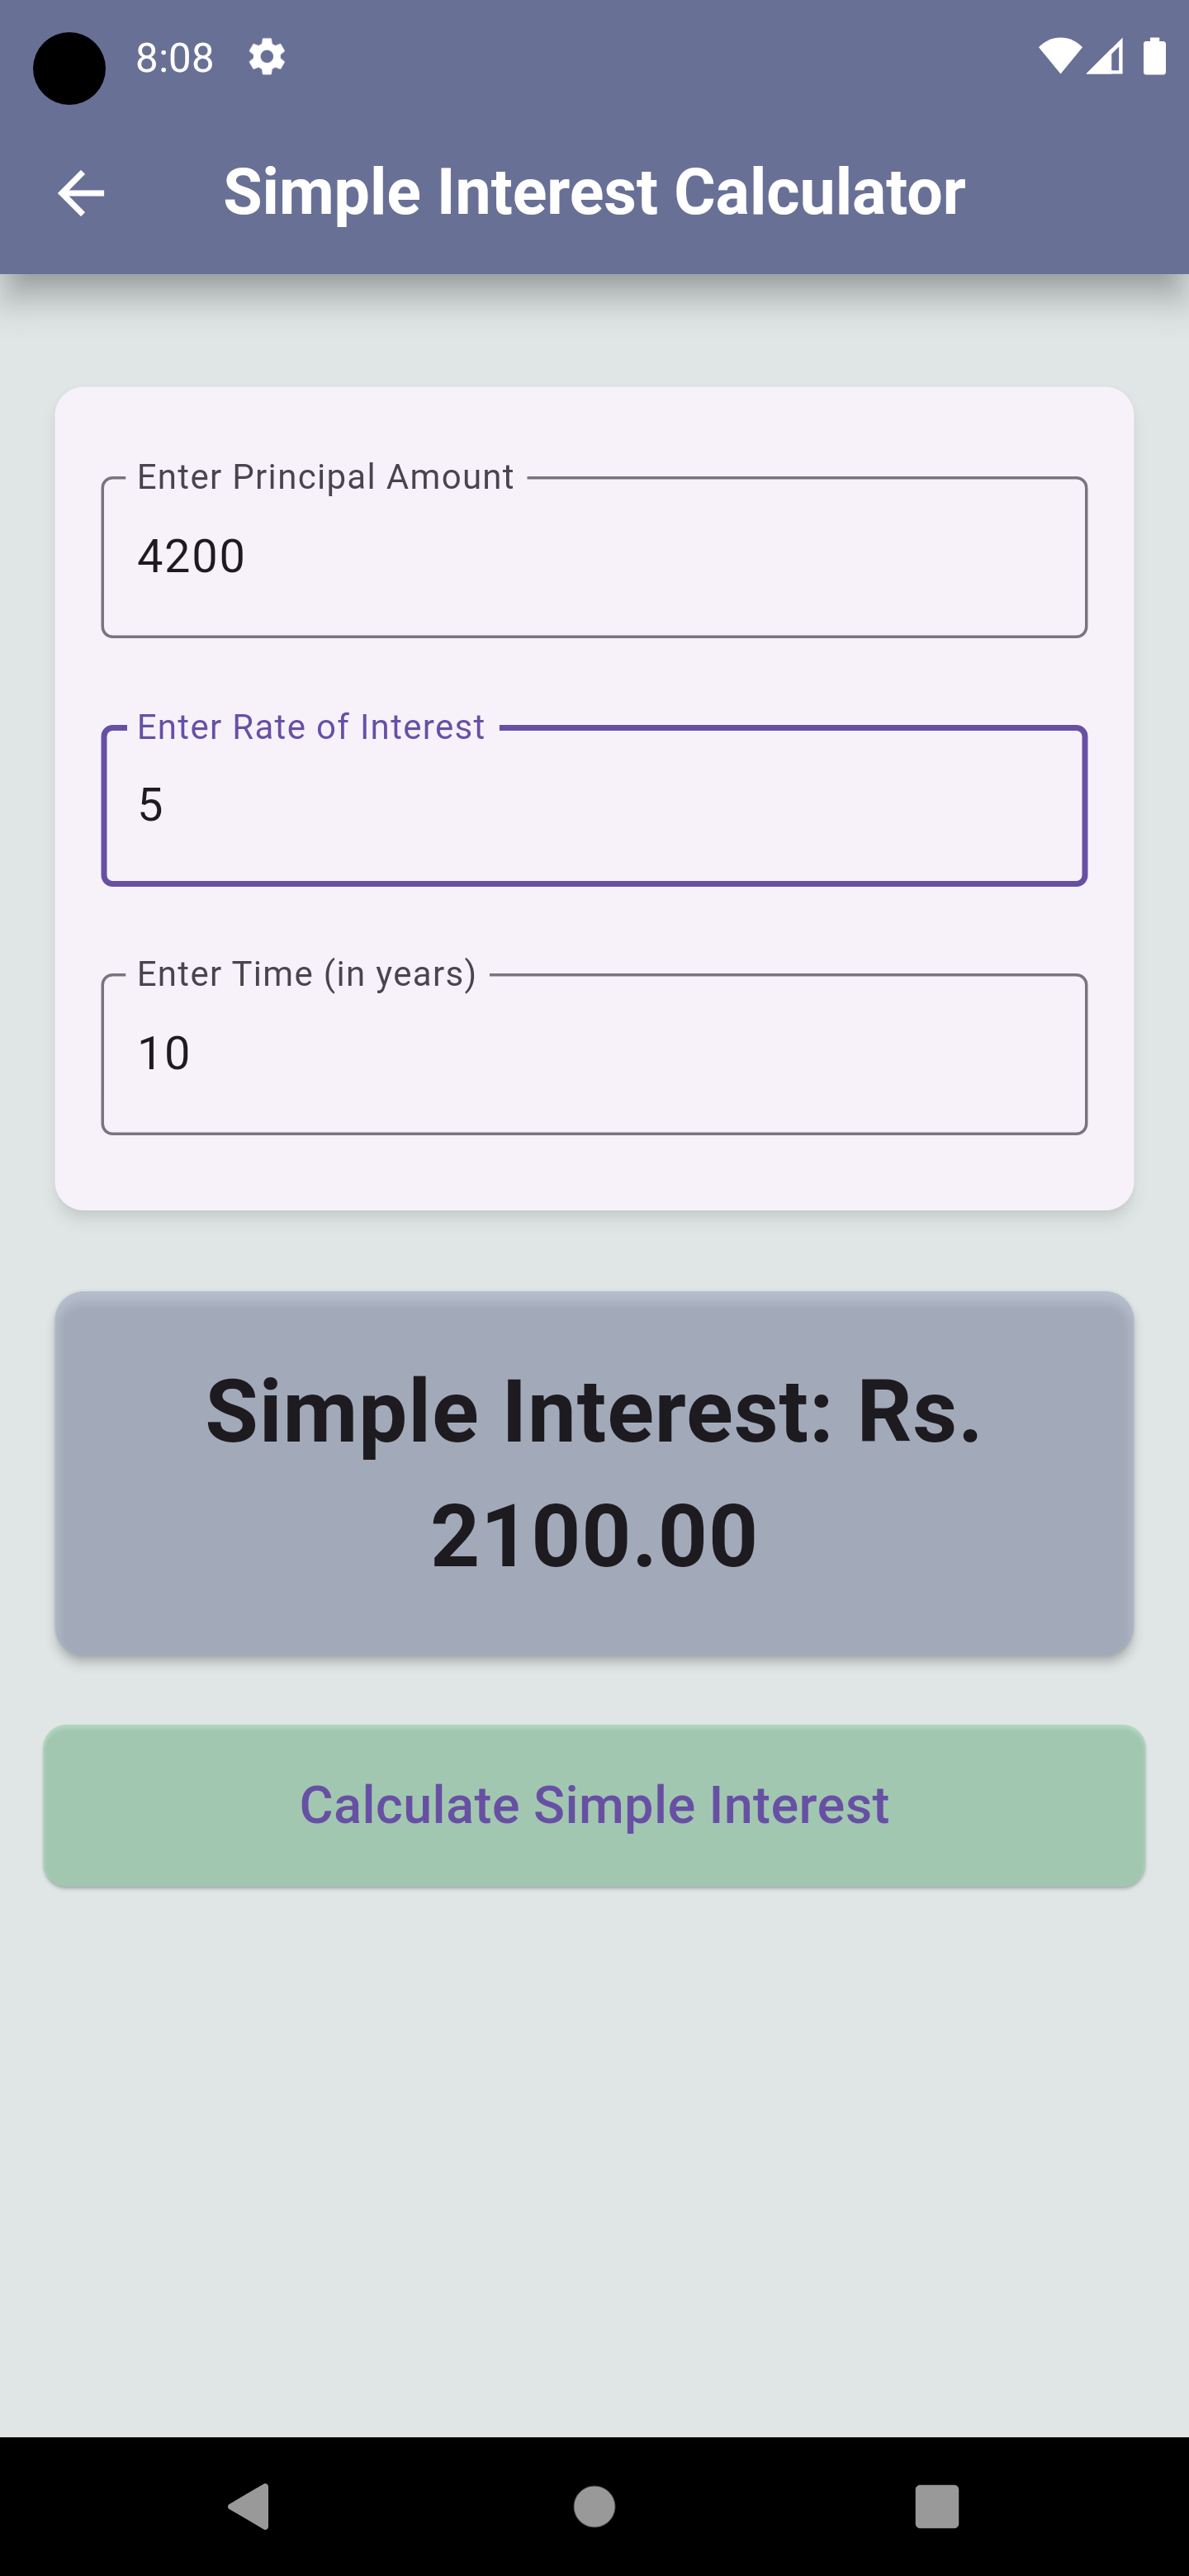 8:08
Simple Interest Calculator
Enter Principal Amount
4200
Enter Rate of Interest
5
Enter Time (in years)
10
Simple Interest: Rs.
2100.00
Calculate Simple Interest